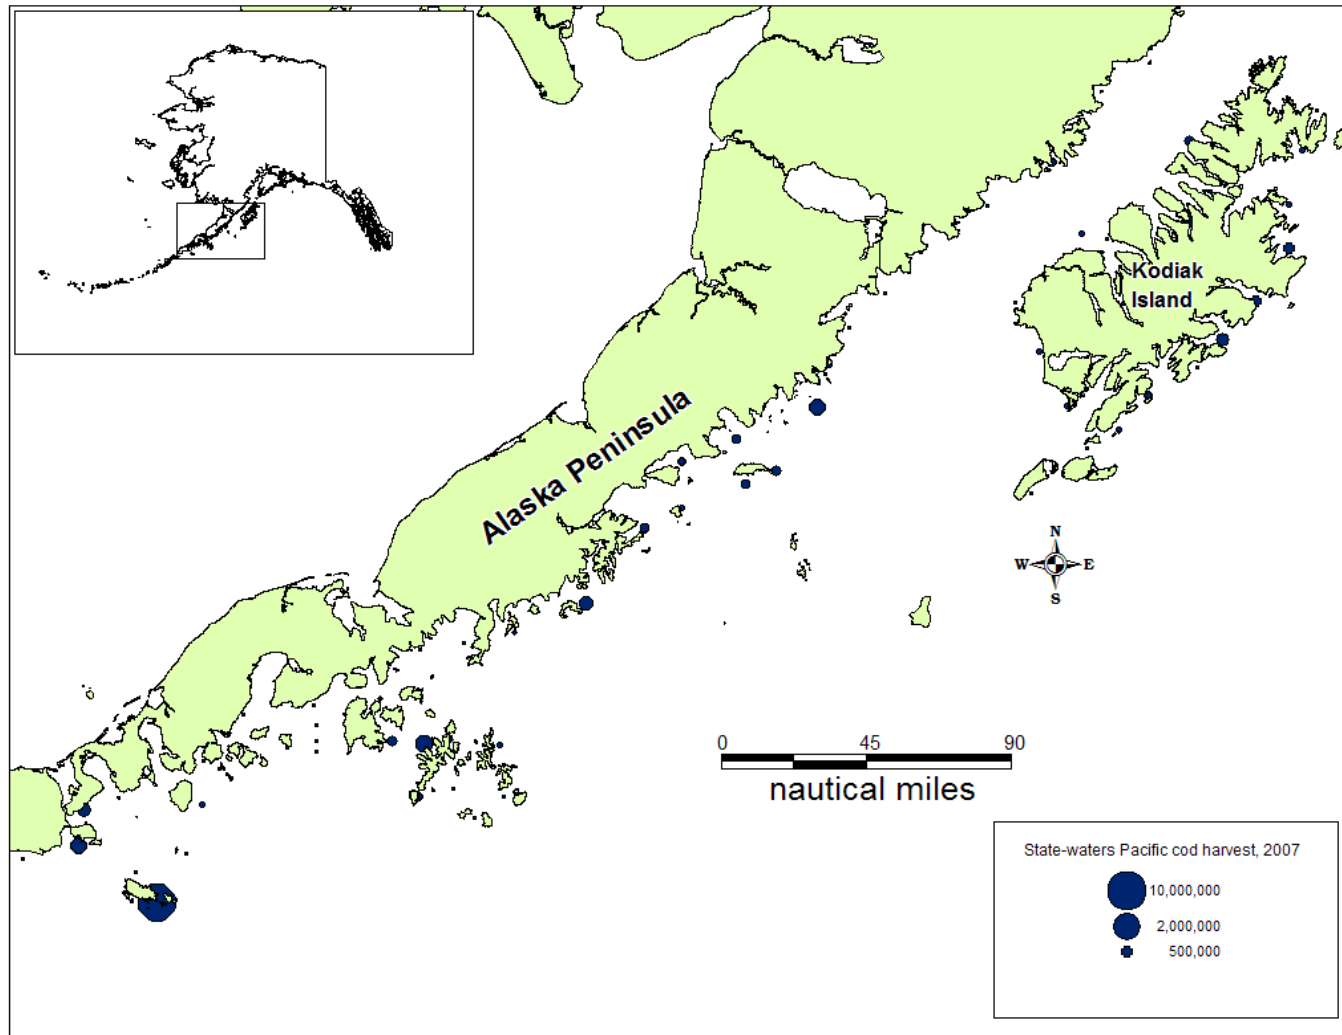 Kodiak
Island
Alaska Peninsula
N
W E
S
0 45 90
nautical miles
State-waters Pacific cod harvest, 2007
10,000,000
2,000,000
500,000